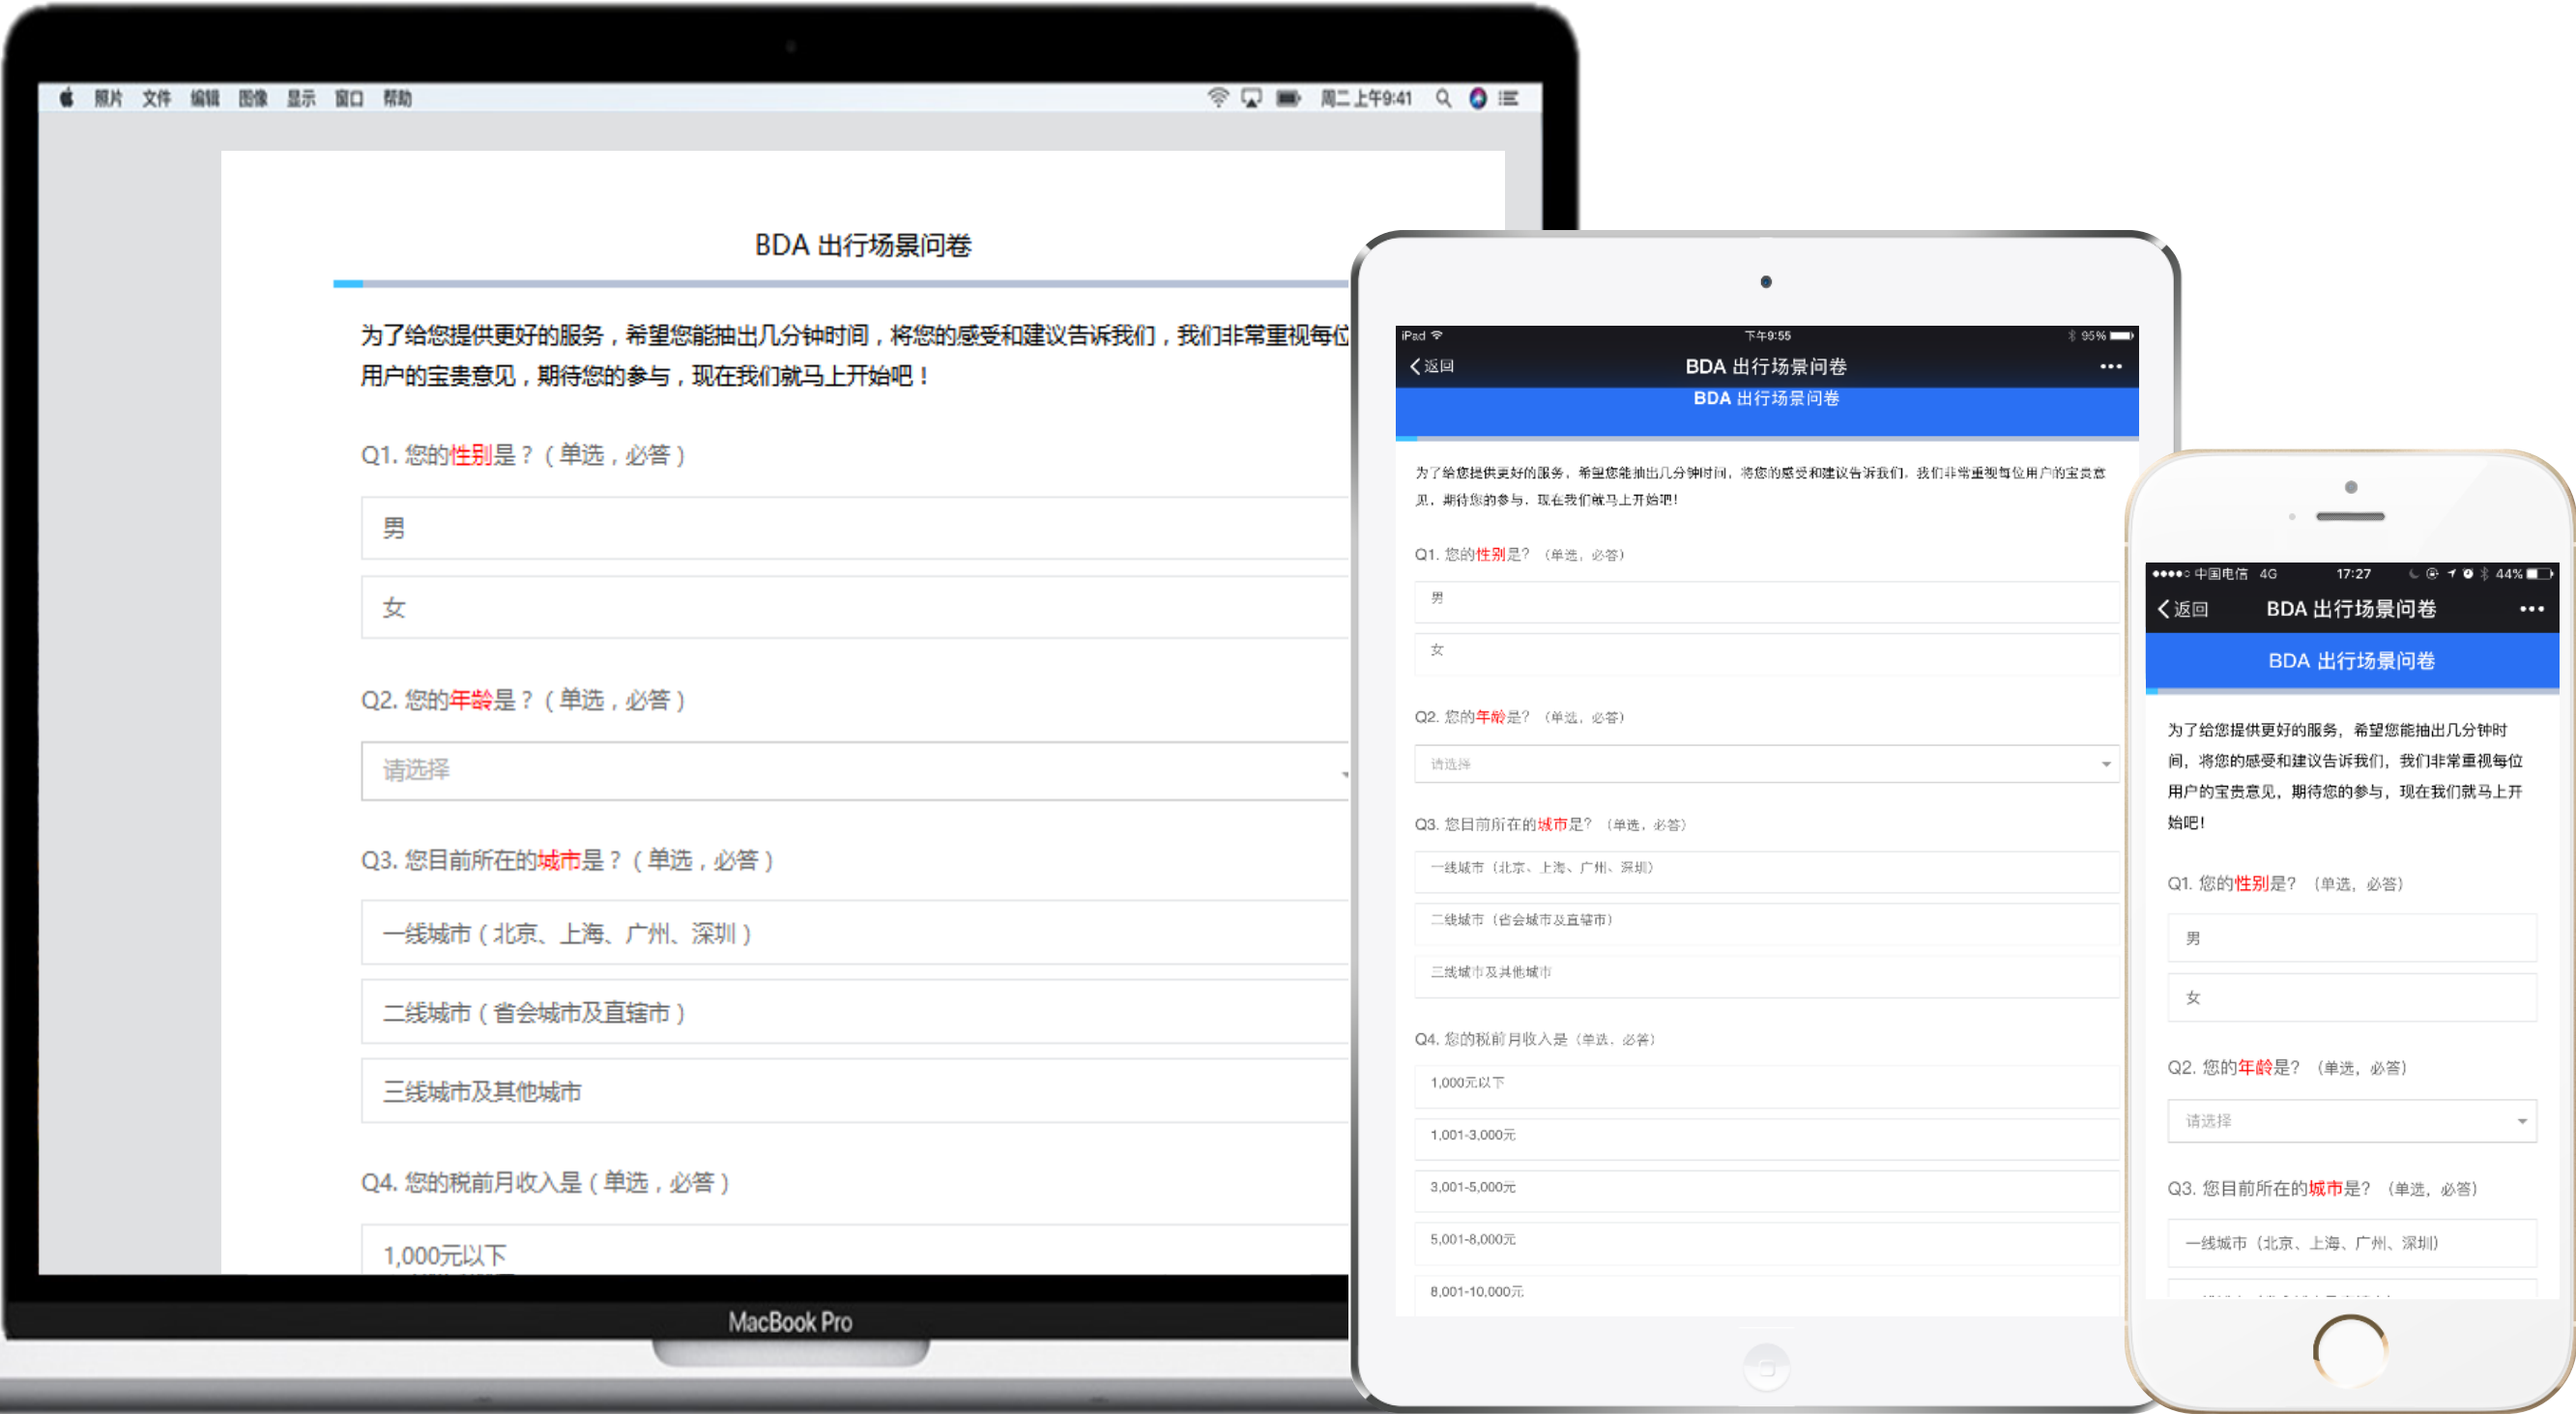 照片 文件 编辑 图像 显示 窗口 帮助 周二上午9:41
BDA 出行场景问卷
为了给您提供更好的服务，希望您能抽出几分钟时间，将您的感受和建议告诉我们，我们非常重视每位
用户的宝贵意见，期待您的参与，现在我们就马上开始吧！
Q1. 您的性别是？（单选，必答）
男
女
Q2. 您的年龄是？（单选，必答）
请选择
Q3. 您目前所在的城市是？（单选，必答）
一线城市（北京、上海、广州、深圳）
二线城市（省会城市及直辖市）
三线城市及其他城市
Q4. 您的税前月收入是（单选，必答）
1,000元以下
MacBook Pro
iPad 下午9:55 95%
返回 BDA 出行场景问卷
BDA 出行场景问卷
为了给您提供更好的服务，希望您能抽出几分钟时间，将您的感受和建议告诉我们，我们非常重视每位用户的宝贵意
见，期待您的参与，现在我们就马上开始吧！
Q1. 您的性别是？（单选，必答）
男
女
Q2. 您的年龄是？（单选，必答）
请选择
Q3. 您目前所在的城市是？（单选，必答）
一线城市（北京、上海、广州、深圳）
二线城市（省会城市及直辖市）
三线城市及其他城市
Q4. 您的税前月收入是（单选，必答）
1,000元以下
1,001-3,000元
3,001-5,000元
5,001-8,000元
8,001-10,000元
中国电信 4G 17:27 44%
返回 BDA 出行场景问卷
BDA 出行场景问卷
为了给您提供更好的服务，希望您能抽出几分钟时
间，将您的感受和建议告诉我们，我们非常重视每位
用户的宝贵意见，期待您的参与，现在我们就马上开
始吧！
Q1. 您的性别是？（单选，必答）
男
女
Q2. 您的年龄是？（单选，必答）
请选择
Q3. 您目前所在的城市是？（单选，必答）
一线城市（北京、上海、广州、深圳）